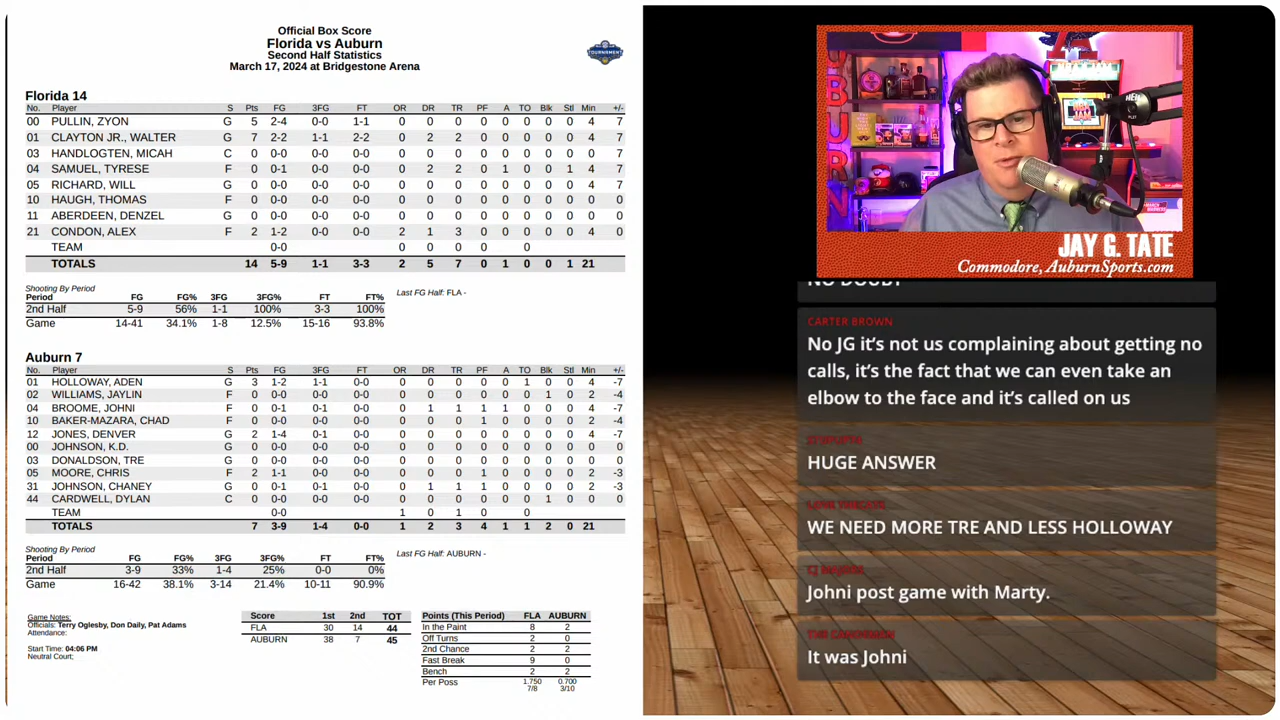 Official Box Score
Florida vs Auburn
Second Half Statistics
March 17, 2024 at Bridgestone Arena
TOURNAMENT
Florida 14
No. Player S Pts FG 3FG FT OR DR TR PF A TO Blk Stl Min +/-
00 PULLIN, ZYON G 5 2-4 0-0 1-1 0 0 0 0 0 0 0 0 4 7
01 CLAYTON JR., WALTER G 7 2-2 1-1 2-2 0 2 2 0 0 0 0 0 4 7
03 HANDLOGTEN, MICAH C 0 0-0 0-0 0-0 0 0 0 0 0 0 0 0 0 7
04 SAMUEL, TYRESE 0 0-1 0-0 0-0 0 2 2 0 1 0 0 1 4 7
05 RICHARD, WILL G 0 0-0 0-0 0-0 0 0 0 0 0 0 0 0 4 7
10 HAUGH, THOMAS F 0 0-0 0-0 0-0 0 0 0 0 0 0 0 0 0 0
11 ABERDEEN, DENZEL G 0 0-0 0-0 0-0 0 0 0 0 0 0 0 0 0 0
21 CONDON, ALEX F 2 1-2 0-0 0-0 2 1 3 0 0 0 0 0 4 0
TEAM 0-0 0 0 0 0 0
TOTALS 14 5-9 1-1 3-3 2 5 7 0 1 0 0 1 21
Shooting By Period
Period FG FG% 3FG 3FG% FT FT%
2nd Half 5-9 56% 1-1 100% 3-3 100%
Game 14-41 34.1% 1-8 12.5% 15-16 93.8%
Last FG Half: FLA -
Auburn 7
No. Player S Pts FG 3FG FT OR DR TR PF A TO Blk Stl Min +/-
01 HOLLOWAY, ADEN G 3 1-2 1-1 0-0 0 0 0 0 0 1 0 0 4 -7
02 WILLIAMS, JAYLIN F 0 0-0 0-0 0-0 0 0 0 0 0 0 1 0 2 -4
04 BROOME, JOHNI F 0 0-1 0-1 0-0 0 1 1 1 1 0 0 0 4 -7
10 BAKER-MAZARA, CHAD F 0 0-0 0-0 0-0 0 0 0 1 0 0 0 0 2 -4
12 JONES, DENVER G 2 1-4 0-1 0-0 0 0 0 0 0 0 0 0 4 -7
00 JOHNSON, K.D. G 0 0-0 0-0 0-0 0 0 0 0 0 0 0 0 0 0
03 DONALDSON, TRE G 0 0-0 0-0 0-0 0 0 0 0 0 0 0 0 0 0
05 MOORE, CHRIS F 2 1-1 0-0 0-0 0 0 0 1 0 0 0 0 2 -3
31 JOHNSON, CHANEY G 0 0-1 0-1 0-0 0 1 1 1 0 0 0 0 2 -3
44 CARDWELL, DYLAN C 0 0-0 0-0 0-0 0 0 0 0 0 0 1 0 0 0
TEAM 0-0 1 0 1 0 0
TOTALS 7 3-9 1-4 0-0 1 2 3 4 1 1 2 0 21
Shooting By Period
Period FG FG% 3FG 3FG% FT FT%
2nd Half 3-9 33% 1-4 25% 0-0 0%
Game 16-42 38.1% 3-14 21.4% 10-11 90.9%
Last FG Half: AUBURN -
Game Notes:
Officials: Terry Oglesby, Don Daily, Pat Adams
Attendance:
Start Time: 04:06 PM
Neutral Court;
Score 1st 2nd TOT
FLA 30 14 44
AUBURN 38 7 45
Points (This Period) FLA AUBURN
In the Paint 8 2
Off Turns 2 0
2nd Chance 2 2
Fast Break 9 0
Bench 2 2
Per Poss 1.750 0.700
7/8 3/10
JAY G. TATE
Commodore, AuburnSports.com
NO DOUBT
CARTER BROWN
No JG it's not us complaining about getting no
calls, it's the fact that we can even take an
elbow to the face and it's called on us
HUGE ANSWER
WE NEED MORE TRE AND LESS HOLLOWAY
Johni post game with Marty.
It was Johni